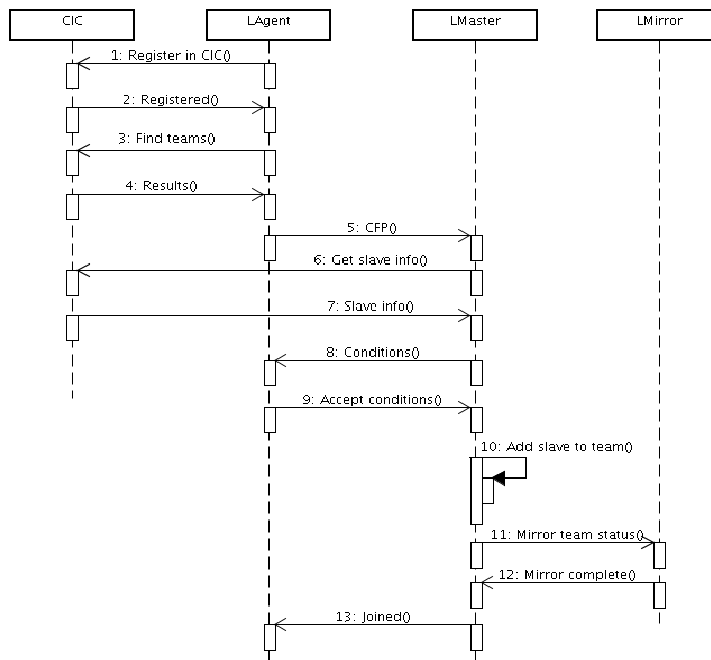 CIC
LAgent
LMaster
LMirror
1: Register in CIC()
2: Registered()
3: Find teams()
4: Results()
5: CFP()
6: Get slave info()
7: Slave info()
8: Conditions()
9: Accept conditions()
10: Add slave to team()
11: Mirror team status()
12: Mirror complete()
13: Joined()